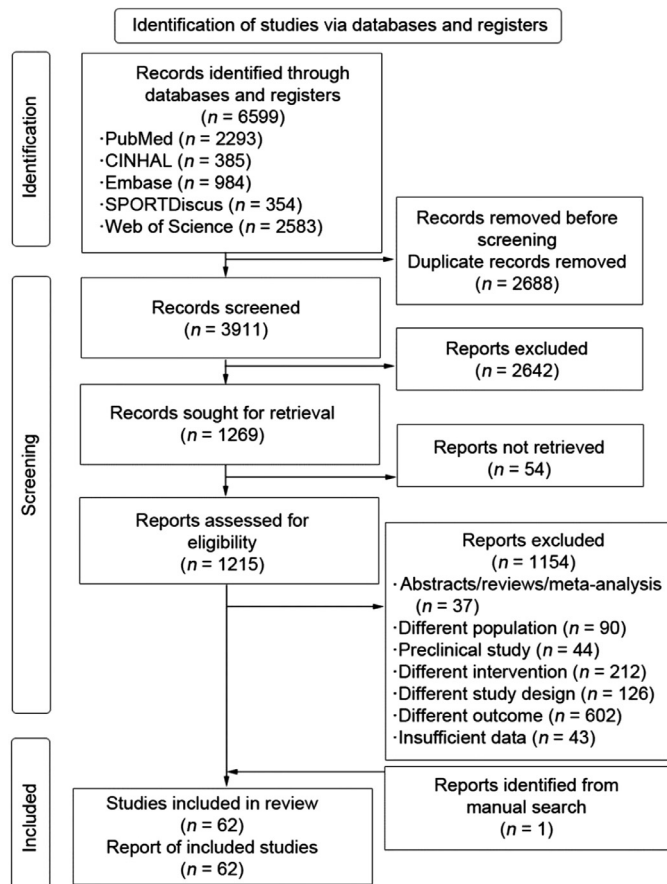 Identification of studies via databases and registers
Identification
Records identified through
databases and registers
(n = 6599)
·PubMed (n = 2293)
·CINHAL (n = 385)
·Embase (n = 984)
·SPORTDiscus (n = 354)
·Web of Science (n = 2583)
Records removed before
screening
Duplicate records removed
(n = 2688)
Screening
Records screened
(n = 3911)
Reports excluded
(n = 2642)
Records sought for retrieval
(n = 1269)
Reports not retrieved
(n = 54)
Reports assessed for
eligibility
(n = 1215)
Reports excluded
(n = 1154)
·Abstracts/reviews/meta-analysis
(n = 37)
·Different population (n = 90)
·Preclinical study (n = 44)
·Different intervention (n = 212)
·Different study design (n = 126)
·Different outcome (n = 602)
·Insufficient data (n = 43)
Included
Reports identified from
manual search
(n = 1)
Studies included in review
(n = 62)
Report of included studies
(n = 62)